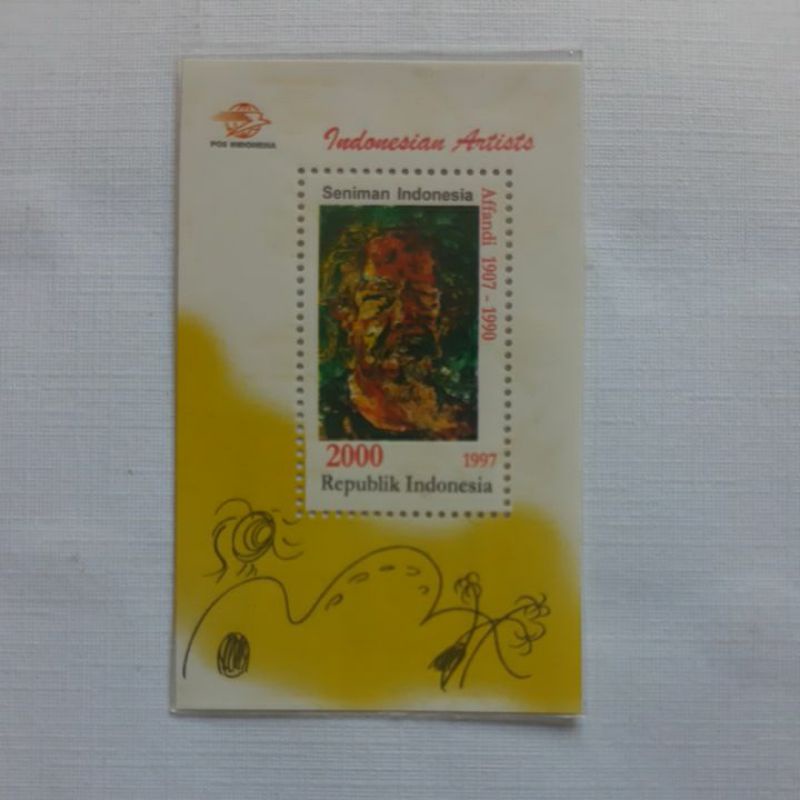 POS INDONESIA
Indonesian Artists
Seniman Indonesia
Affandi 1907 - 1990
2000
1997
Republik Indonesia